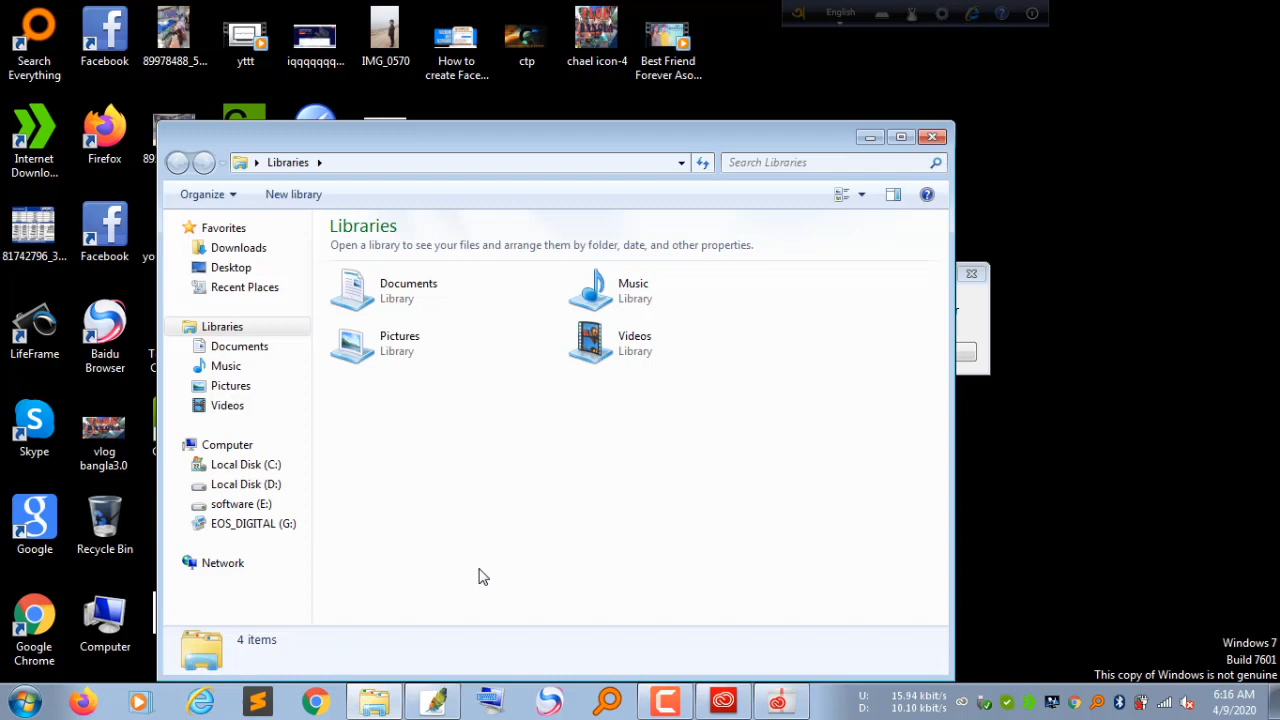 English
Search
Everything
Facebook
89978488_5...
yttt
iqqqqqqq...
IMG_0570
How to
create Face...
ctp
chael icon-4
Best Friend
Forever Aso...
Internet
Downlo...
Firefox
81742796_3...
Facebook
LifeFrame
Baidu
Browser
Skype
vlog
bangla3.0
Google
Recycle Bin
Google
Chrome
Computer
Libraries
Search Libraries
Organize
New library
Favorites
Downloads
Desktop
Recent Places
Libraries
Documents
Music
Pictures
Videos
Computer
Local Disk (C:)
Local Disk (D:)
software (E:)
EOS_DIGITAL (G:)
Network
Libraries
Open a library to see your files and arrange them by folder, date, and other properties.
Documents
Library
Music
Library
Pictures
Library
Videos
Library
4 items
Windows 7
Build 7601
This copy of Windows is not genuine
U: 15.94 kbit/s
D: 10.10 kbit/s
6:16 AM
4/9/2020